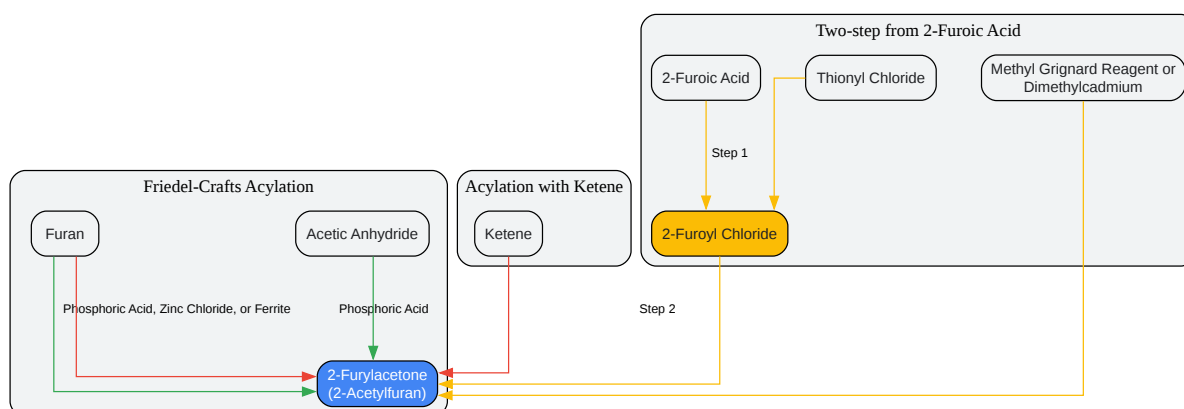 Two-step from 2-Furoic Acid
2-Furoic Acid
Thionyl Chloride
Methyl Grignard Reagent or
Dimethylcadmium
Step 1
Friedel-Crafts Acylation
Acylation with Ketene
Furan
Acetic Anhydride
Ketene
2-Furoyl Chloride
Phosphoric Acid, Zinc Chloride, or Ferrite
Phosphoric Acid
Step 2
2-Furylacetone
(2-Acetylfuran)